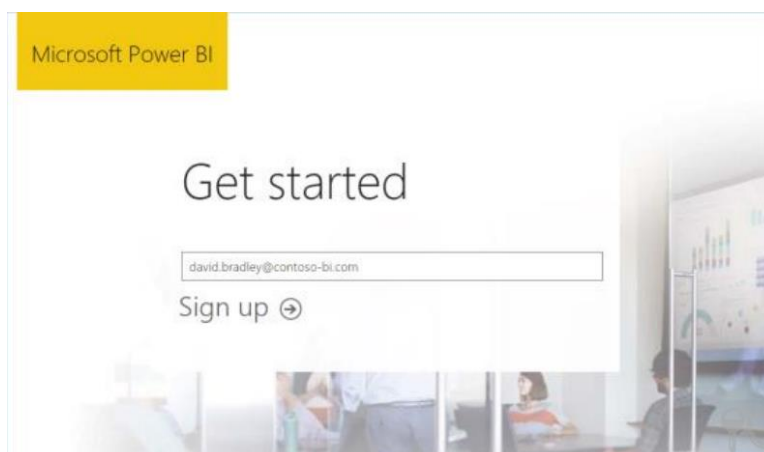 Microsoft Power BI
Get started
david.bradley@contoso-bi.com
Sign up